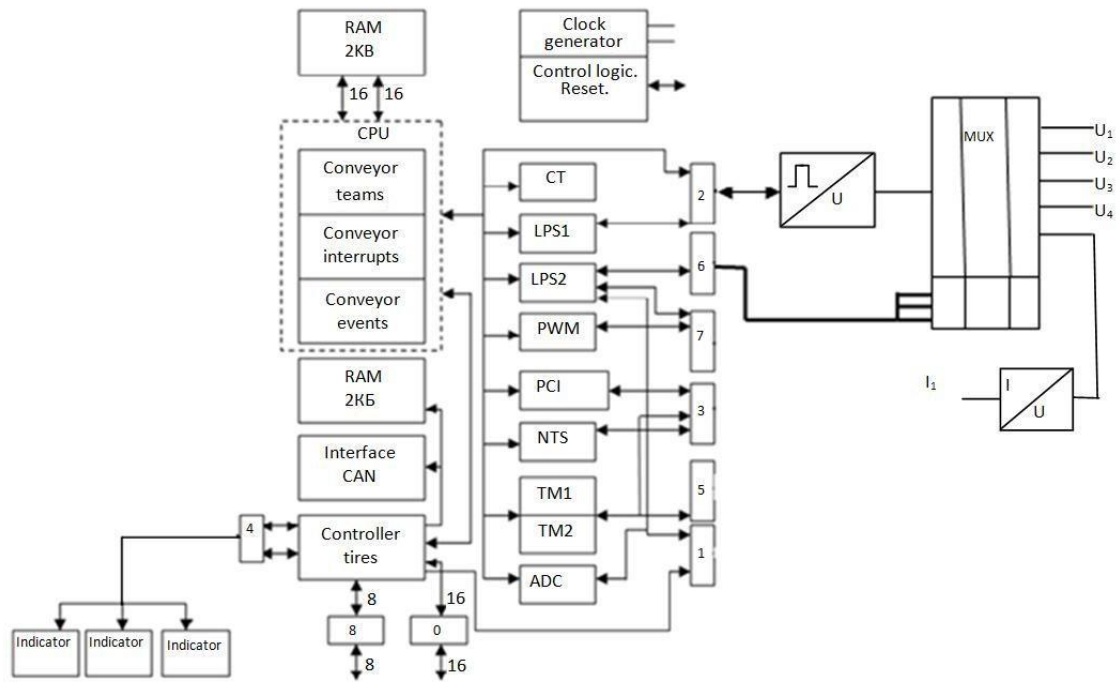 RAM
2KB
16
16
CPU
Conveyor
teams
Conveyor
interrupts
Conveyor
events
RAM
2КБ
Interface
CAN
Controller
tires
4
Indicator
Indicator
Indicator
8
16
8
0
8
16
Clock
generator
Control logic.
Reset.
CT
LPS1
LPS2
PWM
PCI
NTS
TM1
TM2
ADC
2
6
7
3
5
1
U
MUX
U₁
U₂
U₃
U₄
I₁
I
U